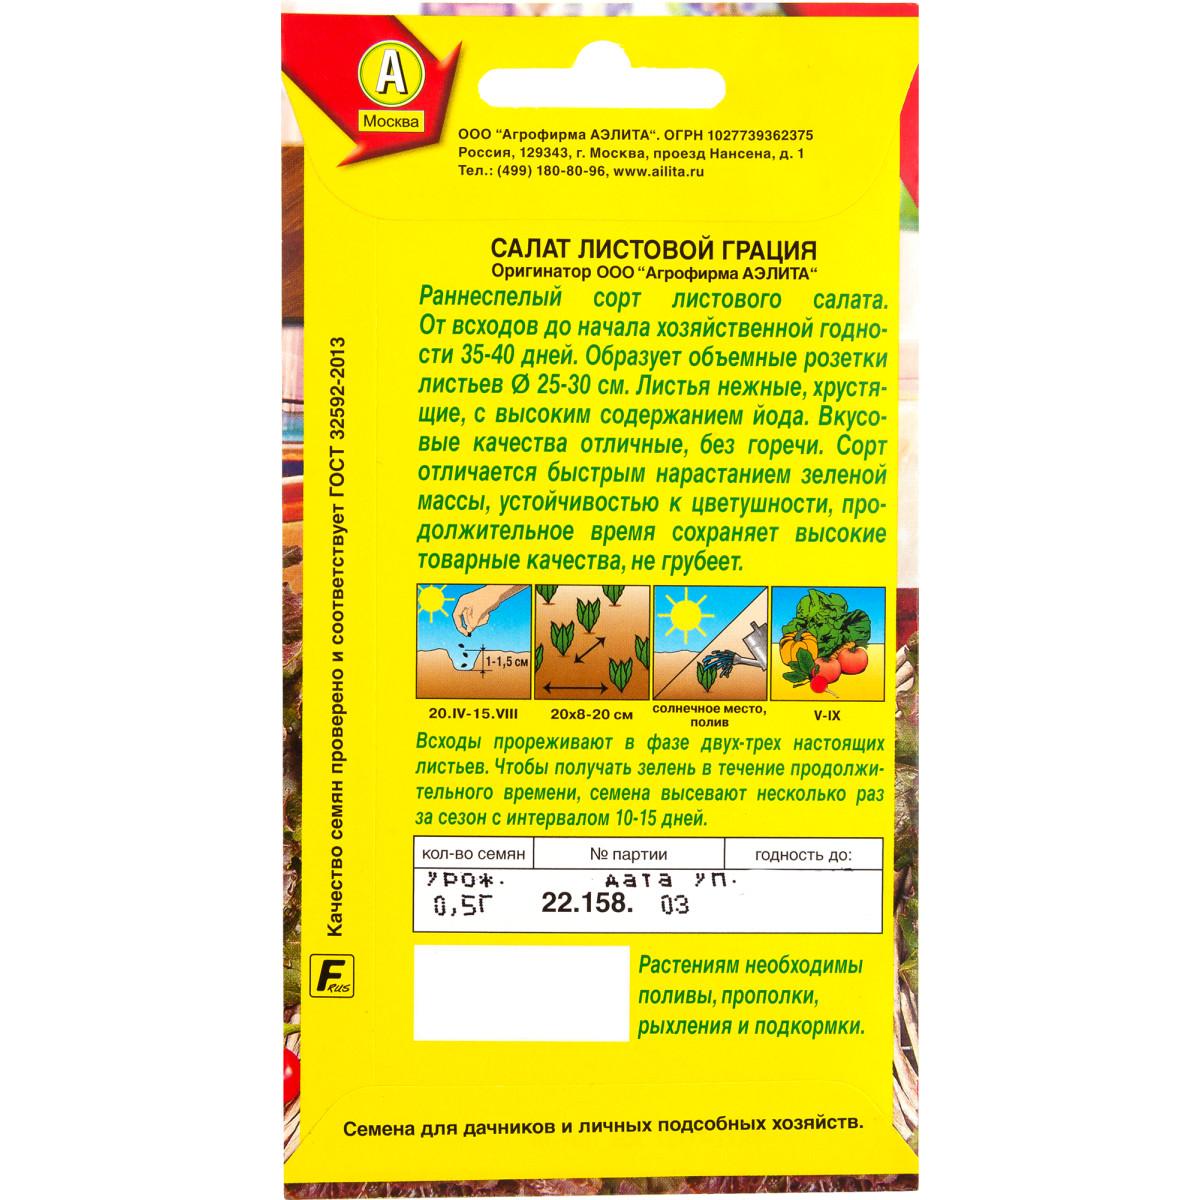 А
Москва
ООО “Агрофирма АЭЛИТА“. ОГРН 1027739362375
Россия, 129343, г. Москва, проезд Нансена, д. 1
Тел.: (499) 180-80-96, www.ailita.ru
САЛАТ ЛИСТОВОЙ ГРАЦИЯ
Оригинатор ООО “Агрофирма АЭЛИТА“
Раннеспелый сорт листового салата.
От всходов до начала хозяйственной годно-
сти 35-40 дней. Образует объемные розетки
листьев Ø 25-30 см. Листья нежные, хрустя-
щие, с высоким содержанием йода. Вкусо-
вые качества отличные, без горечи. Сорт
отличается быстрым нарастанием зеленой
массы, устойчивостью к цветушности, про-
должительное время сохраняет высокие
товарные качества, не грубеет.
1-1,5 см
20.IV-15.VIII
20x8-20 см
солнечное место,
полив
V-IX
Всходы прореживают в фазе двух-трех настоящих
листьев. Чтобы получать зелень в течение продолжи-
тельного времени, семена высевают несколько раз
за сезон с интервалом 10-15 дней.
кол-во семян № партии годность до:
урож. дата уп.
0,5г 22.158. 03
Растениям необходимы
поливы, прополки,
рыхления и подкормки.
Качество семян проверено и соответствует ГОСТ 32592-2013
F RUS
Семена для дачников и личных подсобных хозяйств.